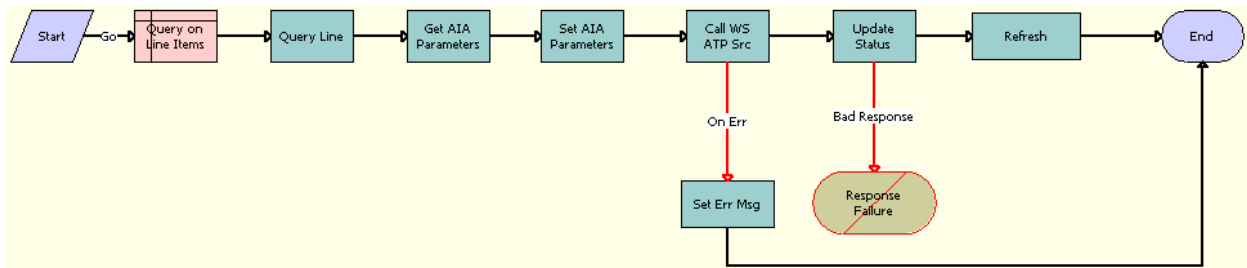 Start
Go
Query on
Line Items
Query Line
Get AIA
Parameters
Set AIA
Parameters
Call WS
ATP Src
Update
Status
Refresh
End
On Err
Bad Response
Set Err Msg
Response
Failure